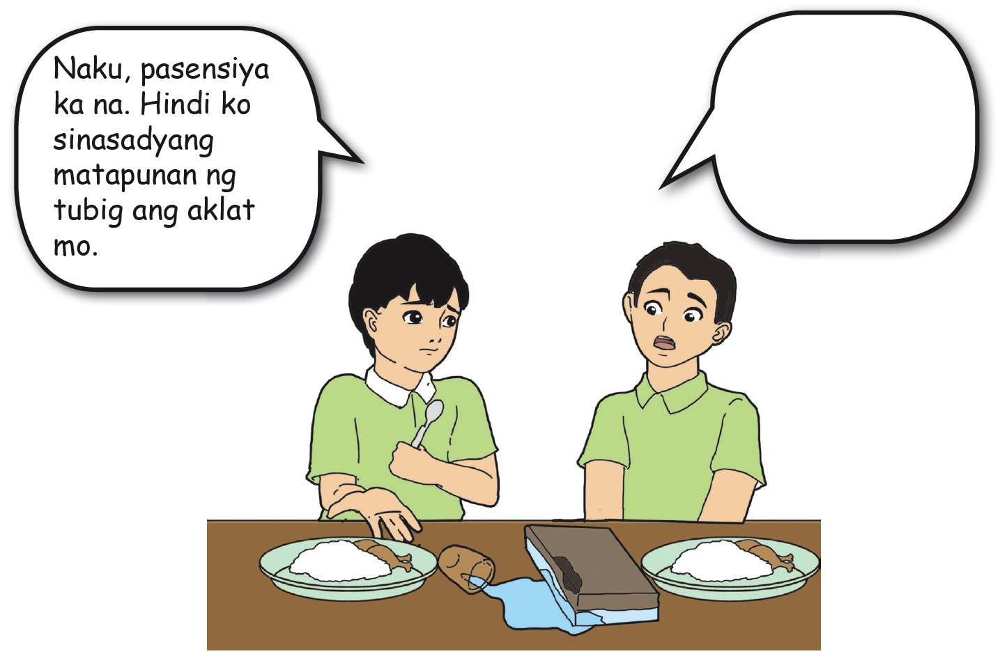 Naku, pasensiya
ka na. Hindi ko
sinasadyang
matapunan ng
tubig ang aklat
mo.